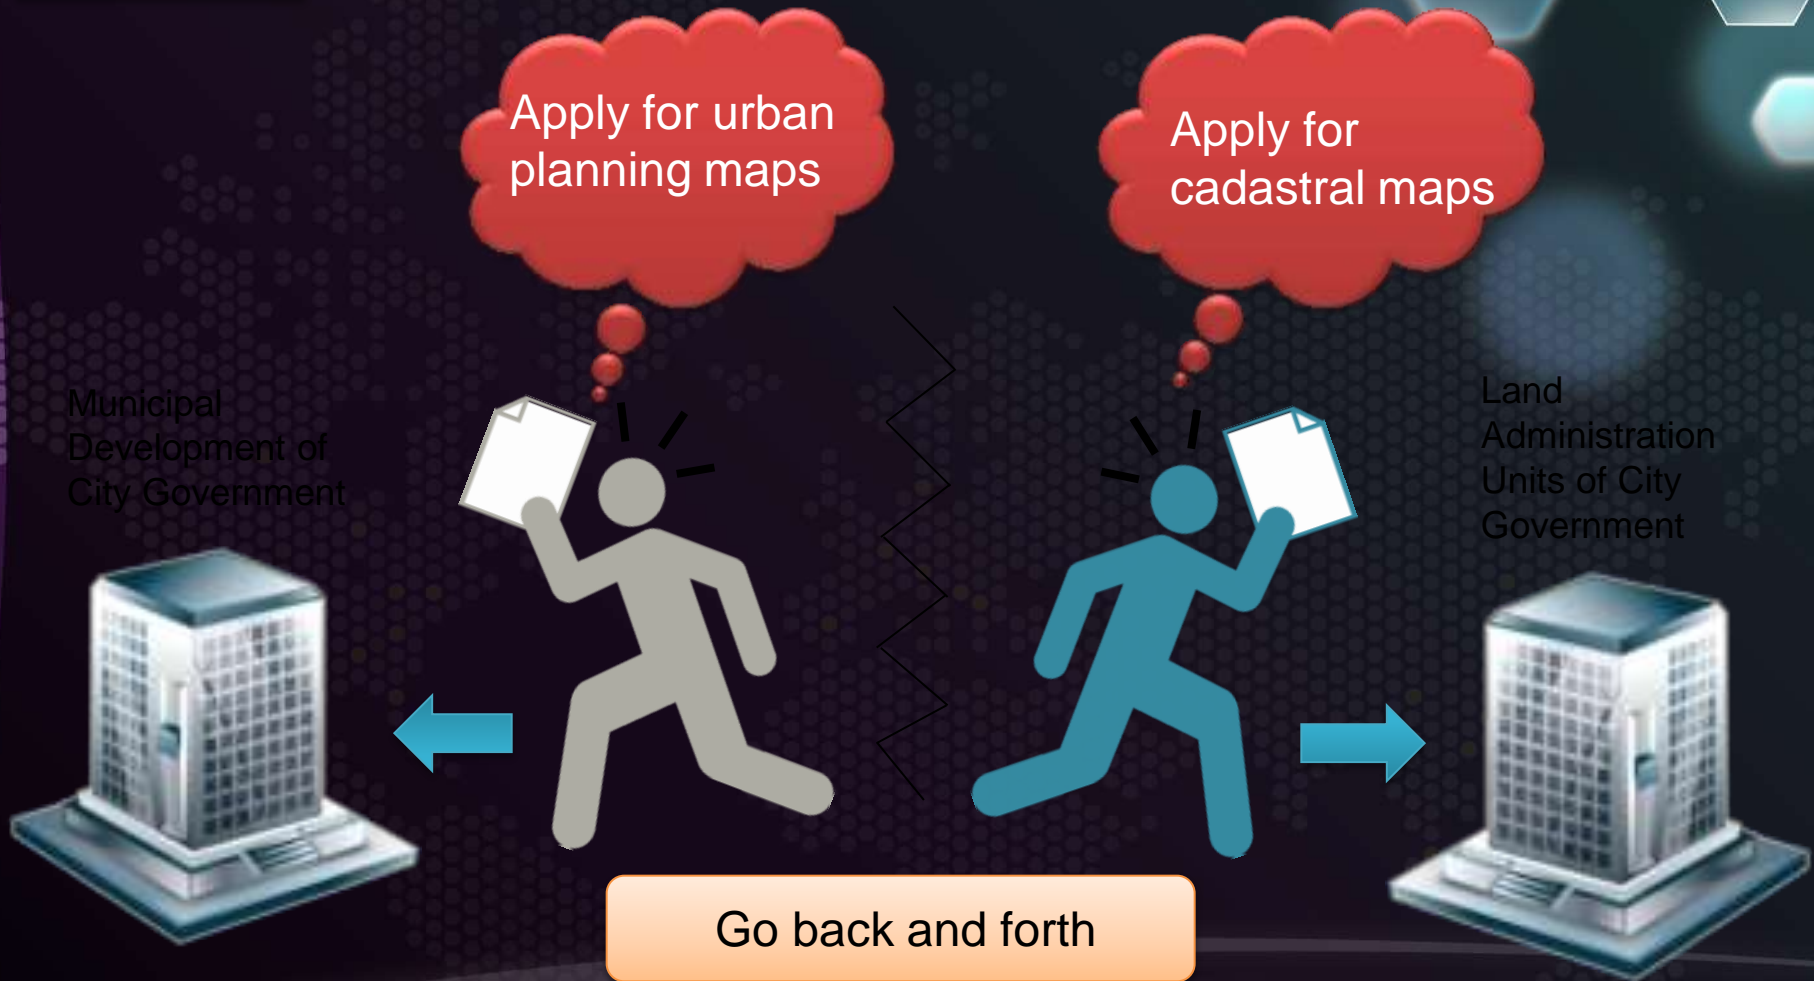 Apply for urban
planning maps
Apply for
cadastral maps
Municipal
Development of
City Government
Land
Administration
Units of City
Government
Go back and forth